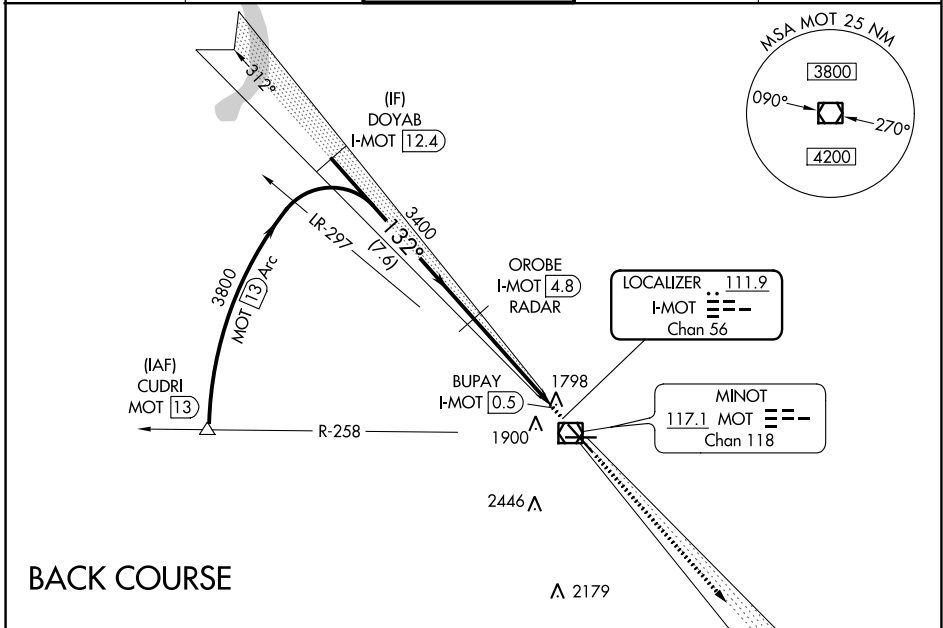 MSA MOT 25 NM
3800
090°
270°
4200
312°
(IF)
DOYAB
I-MOT 12.4
3400
132°
(7.6)
LR-297
3800
MOT 13 Arc
OROBE
I-MOT 4.8
RADAR
LOCALIZER 111.9
I-MOT
Chan 56
(IAF)
CUDRI
MOT 13
BUPAY
I-MOT 0.5
1798
MINOT
117.1 MOT
Chan 118
R-258
1900
2446
2179
BACK COURSE